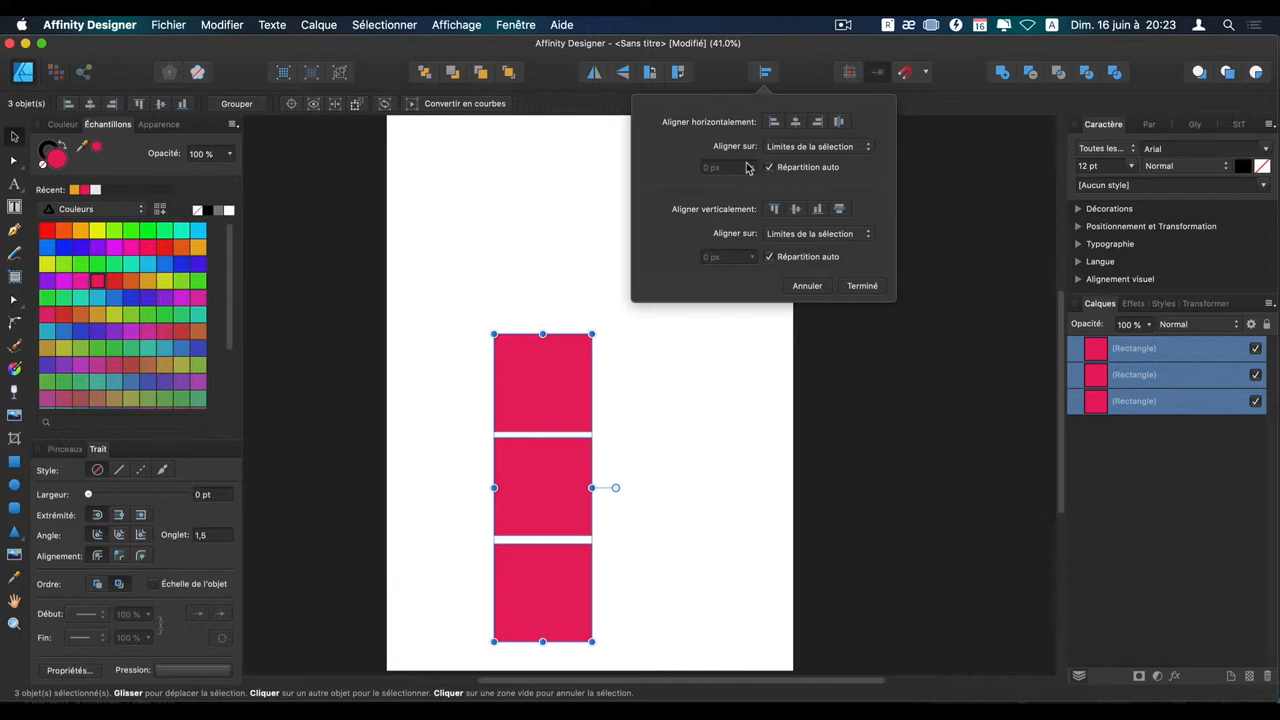 Affinity Designer Fichier Modifier Texte Calque Sélectionner Affichage Fenêtre Aide
R æ 16 A Dim. 16 juin à 20:23
Affinity Designer - <Sans titre> [Modifié] (41.0%)
3 objet(s) Grouper Convertir en courbes
Couleur Échantillons Apparence
Opacité: 100 %
Récent:
Couleurs
Pinceaux Trait
Style:
Largeur: 0 pt
Extrémité:
Angle: Onglet: 1,5
Alignement:
Ordre: Échelle de l'objet
Début: 100 %
Fin: 100 %
Propriétés... Pression:
Aligner horizontalement:
Aligner sur: Limites de la sélection
0 px Répartition auto
Aligner verticalement:
Aligner sur: Limites de la sélection
0 px Répartition auto
Annuler Terminé
Caractère Par Gly StT
Toutes les... Arial
12 pt Normal
[Aucun style]
Décorations
Positionnement et Transformation
Typographie
Langue
Alignement visuel
Calques Effets Styles Transformer
Opacité: 100 % Normal
(Rectangle)
(Rectangle)
(Rectangle)
3 objet(s) sélectionné(s). Glisser pour déplacer la sélection. Cliquer sur un autre objet pour le sélectionner. Cliquer sur une zone vide pour annuler la sélection.